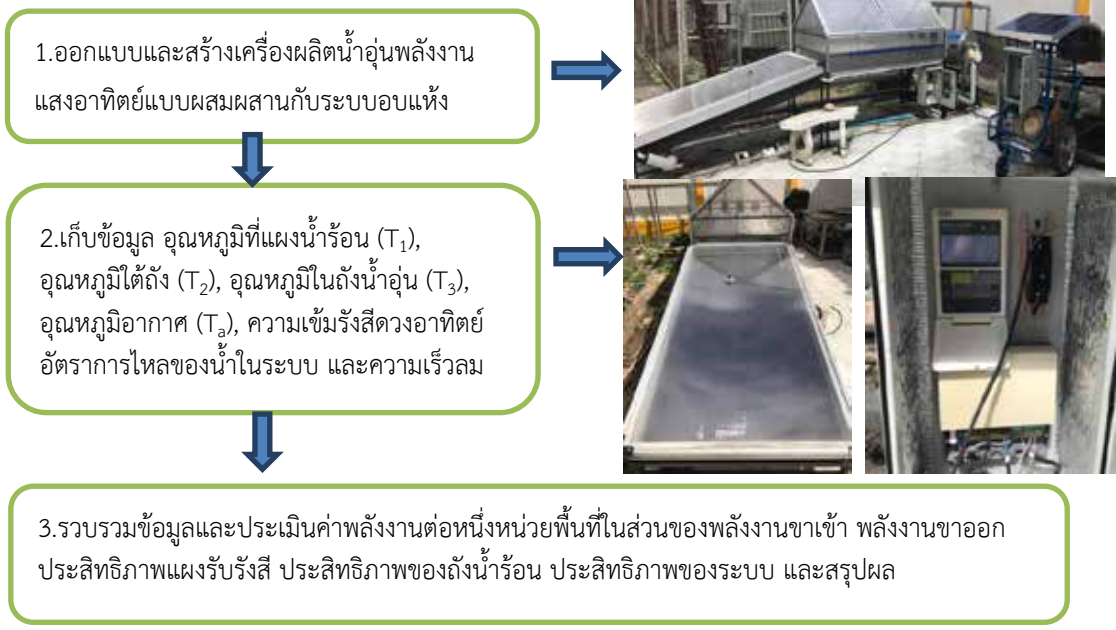 1.ออกแบบและสร้างเครื่องผลิตน้ำอุ่นพลังงาน
แสงอาทิตย์แบบผสมผสานกับระบบอบแห้ง
2.เก็บข้อมูล อุณหภูมิที่แผงน้ำร้อน (T₁),
อุณหภูมิใต้ถัง (T₂), อุณหภูมิในถังน้ำอุ่น (T₃),
อุณหภูมิอากาศ (Tₐ), ความเข้มรังสีดวงอาทิตย์
อัตราการไหลของน้ำในระบบ และความเร็วลม
3.รวบรวมข้อมูลและประเมินค่าพลังงานต่อหนึ่งหน่วยพื้นที่ในส่วนของพลังงานขาเข้า พลังงานขาออก
ประสิทธิภาพแผงรับรังสี ประสิทธิภาพของถังน้ำร้อน ประสิทธิภาพของระบบ และสรุปผล